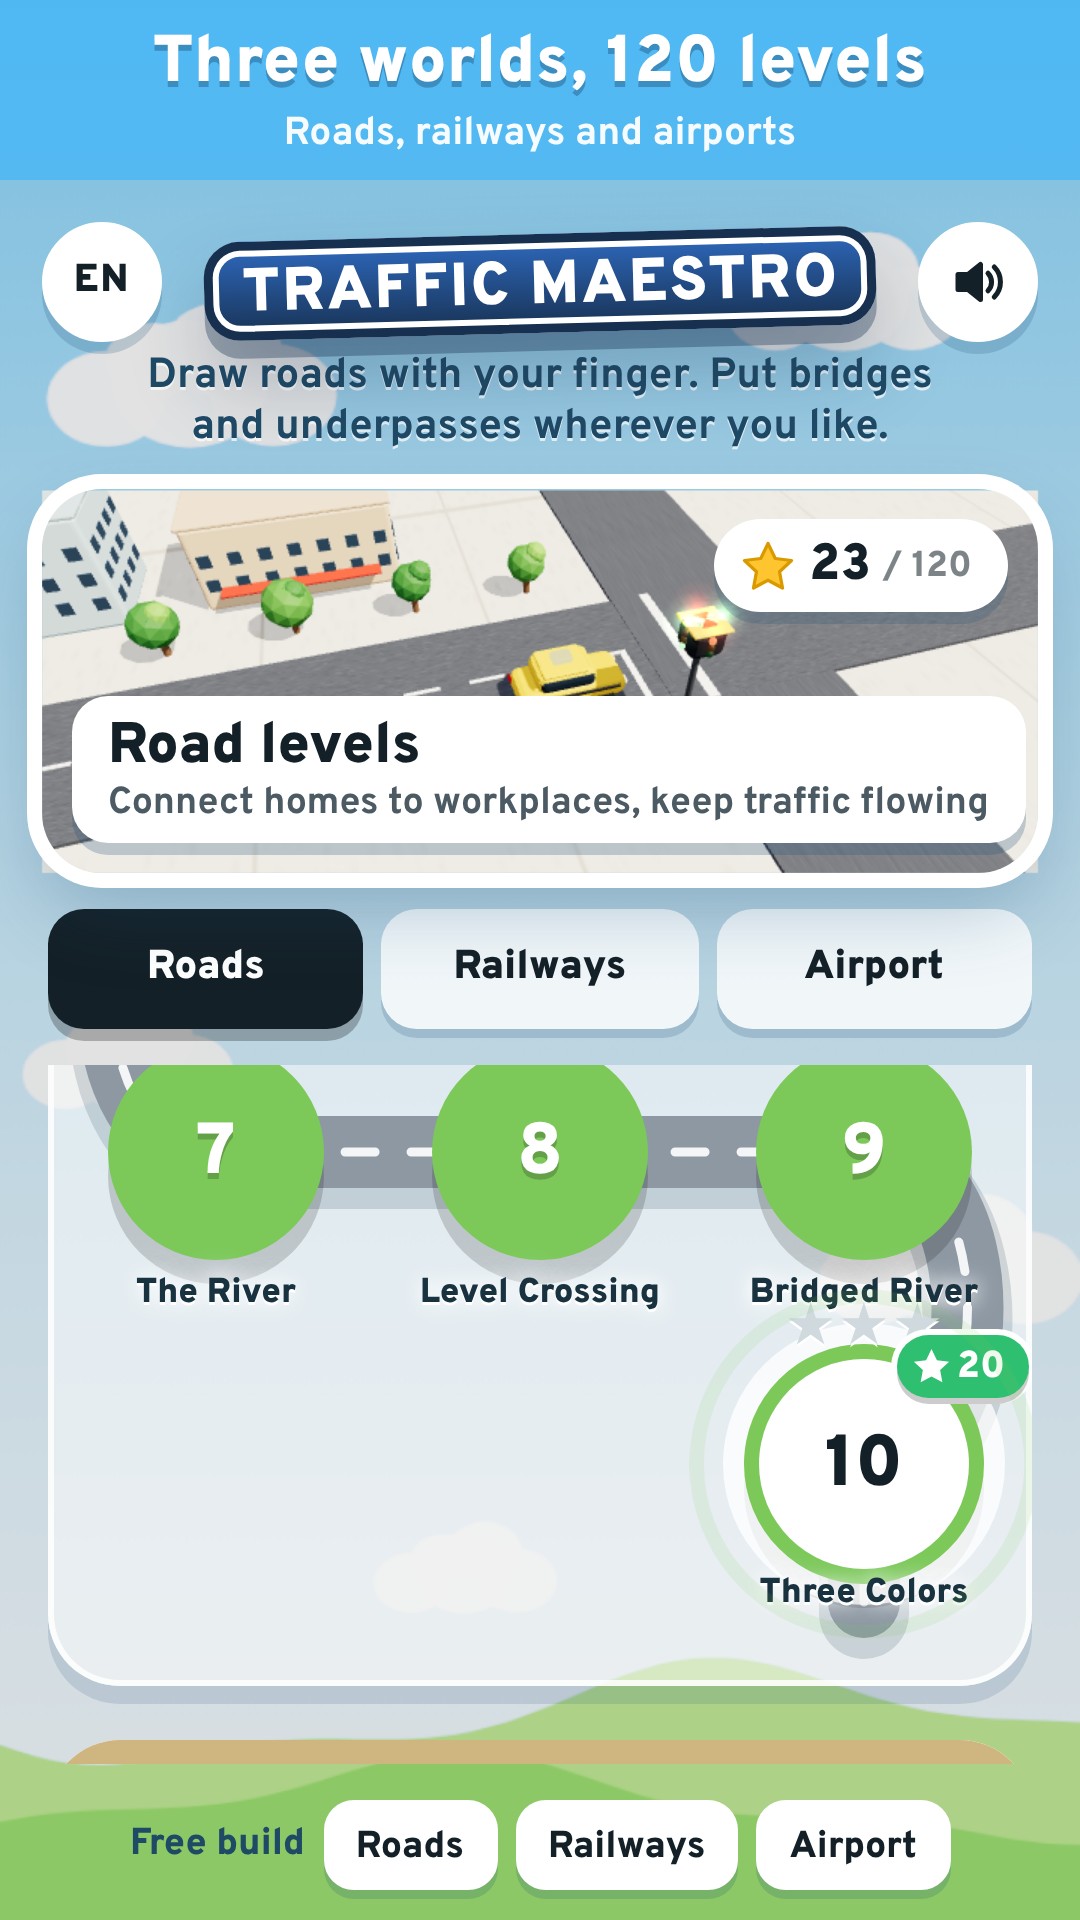 Three worlds, 120 levels
Roads, railways and airports
EN
TRAFFIC MAESTRO
Draw roads with your finger. Put bridges
and underpasses wherever you like.
23 / 120
Road levels
Connect homes to workplaces, keep traffic flowing
Roads
Railways
Airport
7
8
9
The River
Level Crossing
Bridged River
20
10
Three Colors
Free build
Roads
Railways
Airport